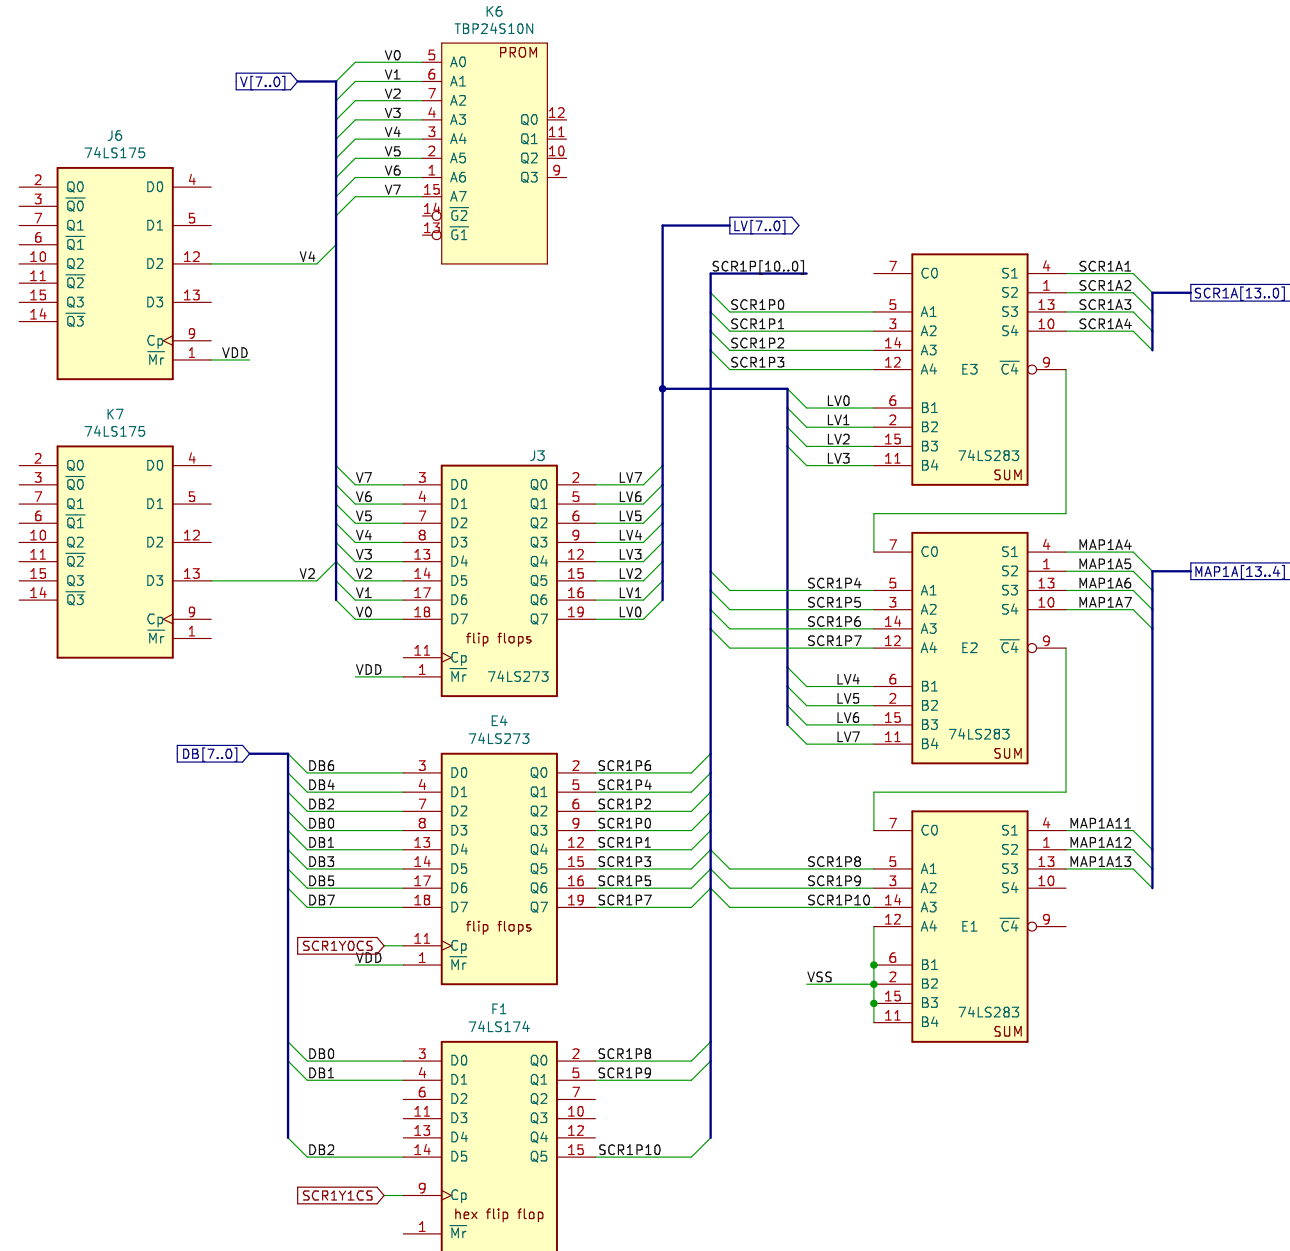 K6
TBP24S10N
PROM
V0 5 A0
V1 6 A1
V2 7 A2
V3 4 A3 Q0 12
V4 3 A4 Q1 11
V5 2 A5 Q2 10
V6 1 A6 Q3 9
V7 15 A7
14 G2
13 G1
V[7..0]
J6
74LS175
2 Q0 D0 4
3 Q0
7 Q1 D1 5
6 Q1
10 Q2 D2 12 V4
11 Q2
15 Q3 D3 13
14 Q3
Cp 9
Mr 1 VDD
K7
74LS175
2 Q0 D0 4
3 Q0
7 Q1 D1 5
6 Q1
10 Q2 D2 12
11 Q2
15 Q3 D3 13 V2
14 Q3
Cp 9
Mr 1
J3
V7 3 D0 Q0 2 LV7
V6 4 D1 Q1 5 LV6
V5 7 D2 Q2 6 LV5
V4 8 D3 Q3 9 LV4
V3 13 D4 Q4 12 LV3
V2 14 D5 Q5 15 LV2
V1 17 D6 Q6 16 LV1
V0 18 D7 Q7 19 LV0
flip flops
11 Cp
VDD 1 Mr 74LS273
E4
74LS273
DB[7..0]
DB6 3 D0 Q0 2 SCR1P6
DB4 4 D1 Q1 5 SCR1P4
DB2 7 D2 Q2 6 SCR1P2
DB0 8 D3 Q3 9 SCR1P0
DB1 13 D4 Q4 12 SCR1P1
DB3 14 D5 Q5 15 SCR1P3
DB5 17 D6 Q6 16 SCR1P5
DB7 18 D7 Q7 19 SCR1P7
flip flops
SCR1Y0CS 11 Cp
VDD 1 Mr
F1
74LS174
DB0 3 D0 Q0 2 SCR1P8
DB1 4 D1 Q1 5 SCR1P9
6 D2 Q2 7
11 D3 Q3 10
13 D4 Q4 12
DB2 14 D5 Q5 15 SCR1P10
SCR1Y1CS 9 Cp
hex flip flop
1 Mr
LV[7..0]
SCR1P[10..0]
7 C0 S1 4 SCR1A1
S2 1 SCR1A2
SCR1A[13..0]
SCR1P0 5 A1 S3 13 SCR1A3
SCR1P1 3 A2 S4 10 SCR1A4
SCR1P2 14 A3
SCR1P3 12 A4 E3 C4 9
LV0 6 B1
LV1 2 B2
LV2 15 B3 74LS283
LV3 11 B4
SUM
7 C0 S1 4 MAP1A4
S2 1 MAP1A5
MAP1A[13..4]
SCR1P4 5 A1 S3 13 MAP1A6
SCR1P5 3 A2 S4 10 MAP1A7
SCR1P6 14 A3
SCR1P7 12 A4 E2 C4 9
LV4 6 B1
LV5 2 B2
LV6 15 B3 74LS283
LV7 11 B4
SUM
7 C0 S1 4 MAP1A11
S2 1 MAP1A12
SCR1P8 5 A1 S3 13 MAP1A13
SCR1P9 3 A2 S4 10
SCR1P10 14 A3
12 A4 E1 C4 9
6 B1
VSS 2 B2
15 B3 74LS283
11 B4
SUM